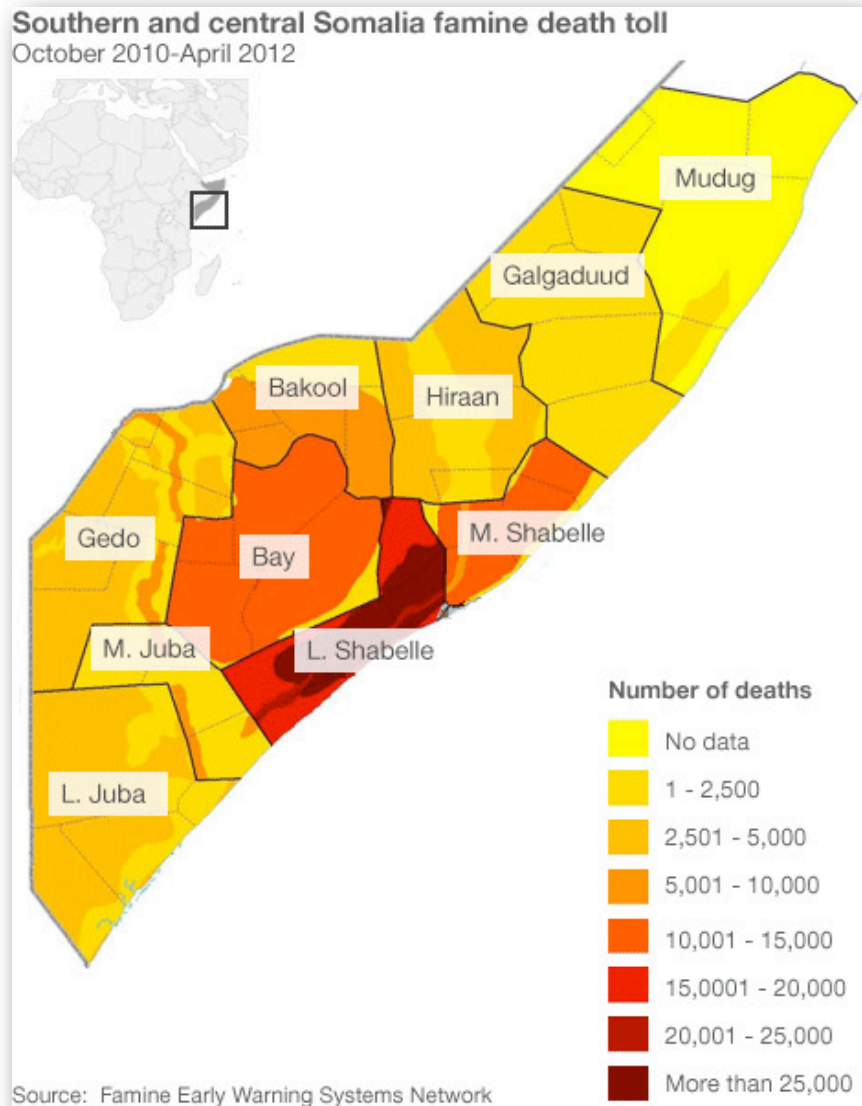 Southern and central Somalia famine death toll
October 2010-April 2012
Mudug
Galgaduud
Bakool
Hiraan
Gedo
Bay
M. Shabelle
M. Juba
L. Shabelle
L. Juba
Number of deaths
No data
1 - 2,500
2,501 - 5,000
5,001 - 10,000
10,001 - 15,000
15,0001 - 20,000
20,001 - 25,000
More than 25,000
Source: Famine Early Warning Systems Network